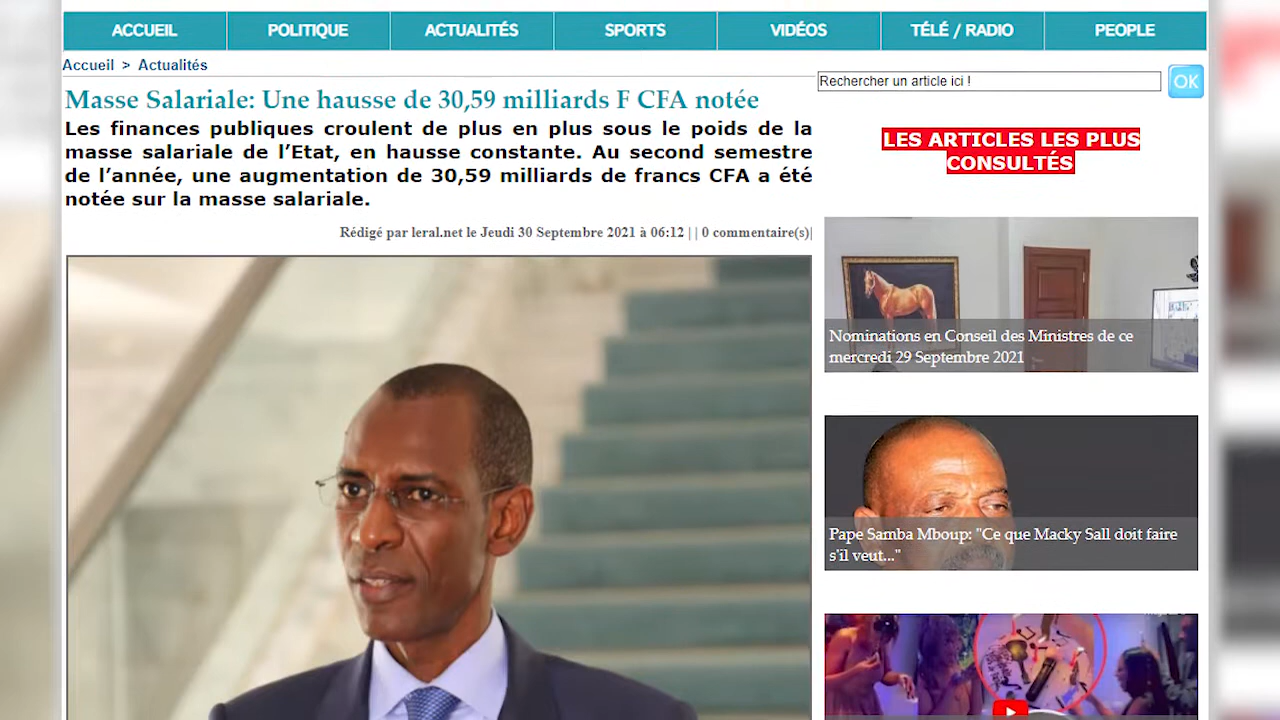 ACCUEIL
POLITIQUE
ACTUALITÉS
SPORTS
VIDÉOS
TÉLÉ / RADIO
PEOPLE
Accueil > Actualités
Masse Salariale: Une hausse de 30,59 milliards F CFA notée
Les finances publiques croulent de plus en plus sous le poids de la
masse salariale de l’Etat, en hausse constante. Au second semestre
de l’année, une augmentation de 30,59 milliards de francs CFA a été
notée sur la masse salariale.
Rédigé par leral.net le Jeudi 30 Septembre 2021 à 06:12 | | 0 commentaire(s)|
Rechercher un article ici !
OK
LES ARTICLES LES PLUS
CONSULTÉS
Nominations en Conseil des Ministres de ce
mercredi 29 Septembre 2021
Pape Samba Mboup: "Ce que Macky Sall doit faire
s'il veut..."